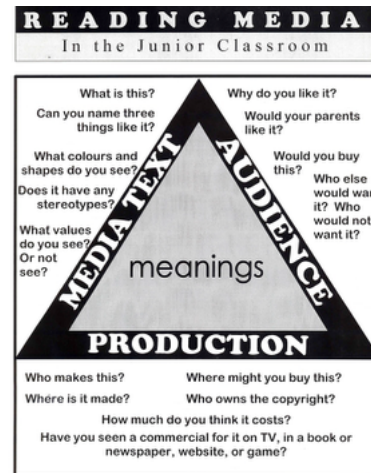 READING MEDIA
In the Junior Classroom
What is this?
Can you name three
things like it?
What colours and
shapes do you see?
Does it have any
stereotypes?
What values
do you see?
Or not
see?
MEDIA TEXT
Why do you like it?
Would your parents
like it?
Would you buy
this?
Who else
would want
it? Who
would not
want it?
AUDIENCE
meanings
PRODUCTION
Who makes this?
Where might you buy this?
Where is it made?
Who owns the copyright?
How much do you think it costs?
Have you seen a commercial for it on TV, in a book or
newspaper, website, or game?